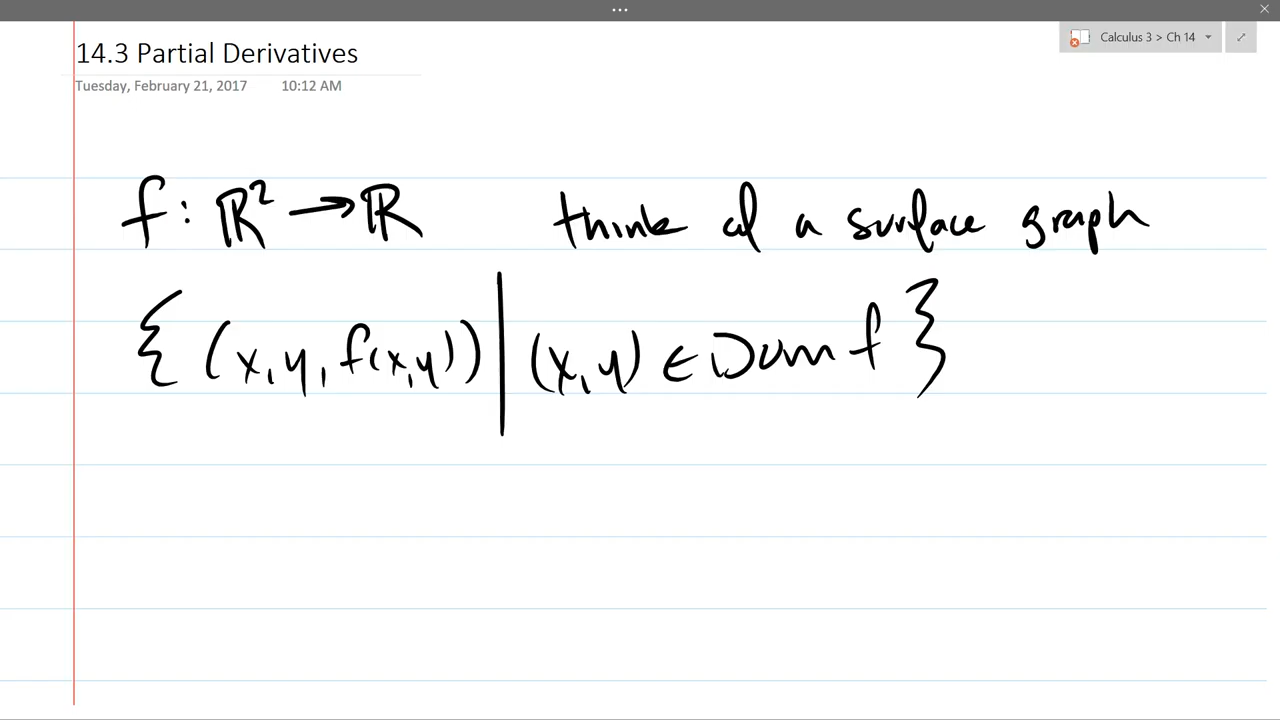 Calculus 3 > Ch 14
14.3 Partial Derivatives
Tuesday, February 21, 2017 10:12 AM
f: ℝ² → ℝ think of a surface graph
{ (x, y, f(x,y)) | (x, y) ∈ Dom f }